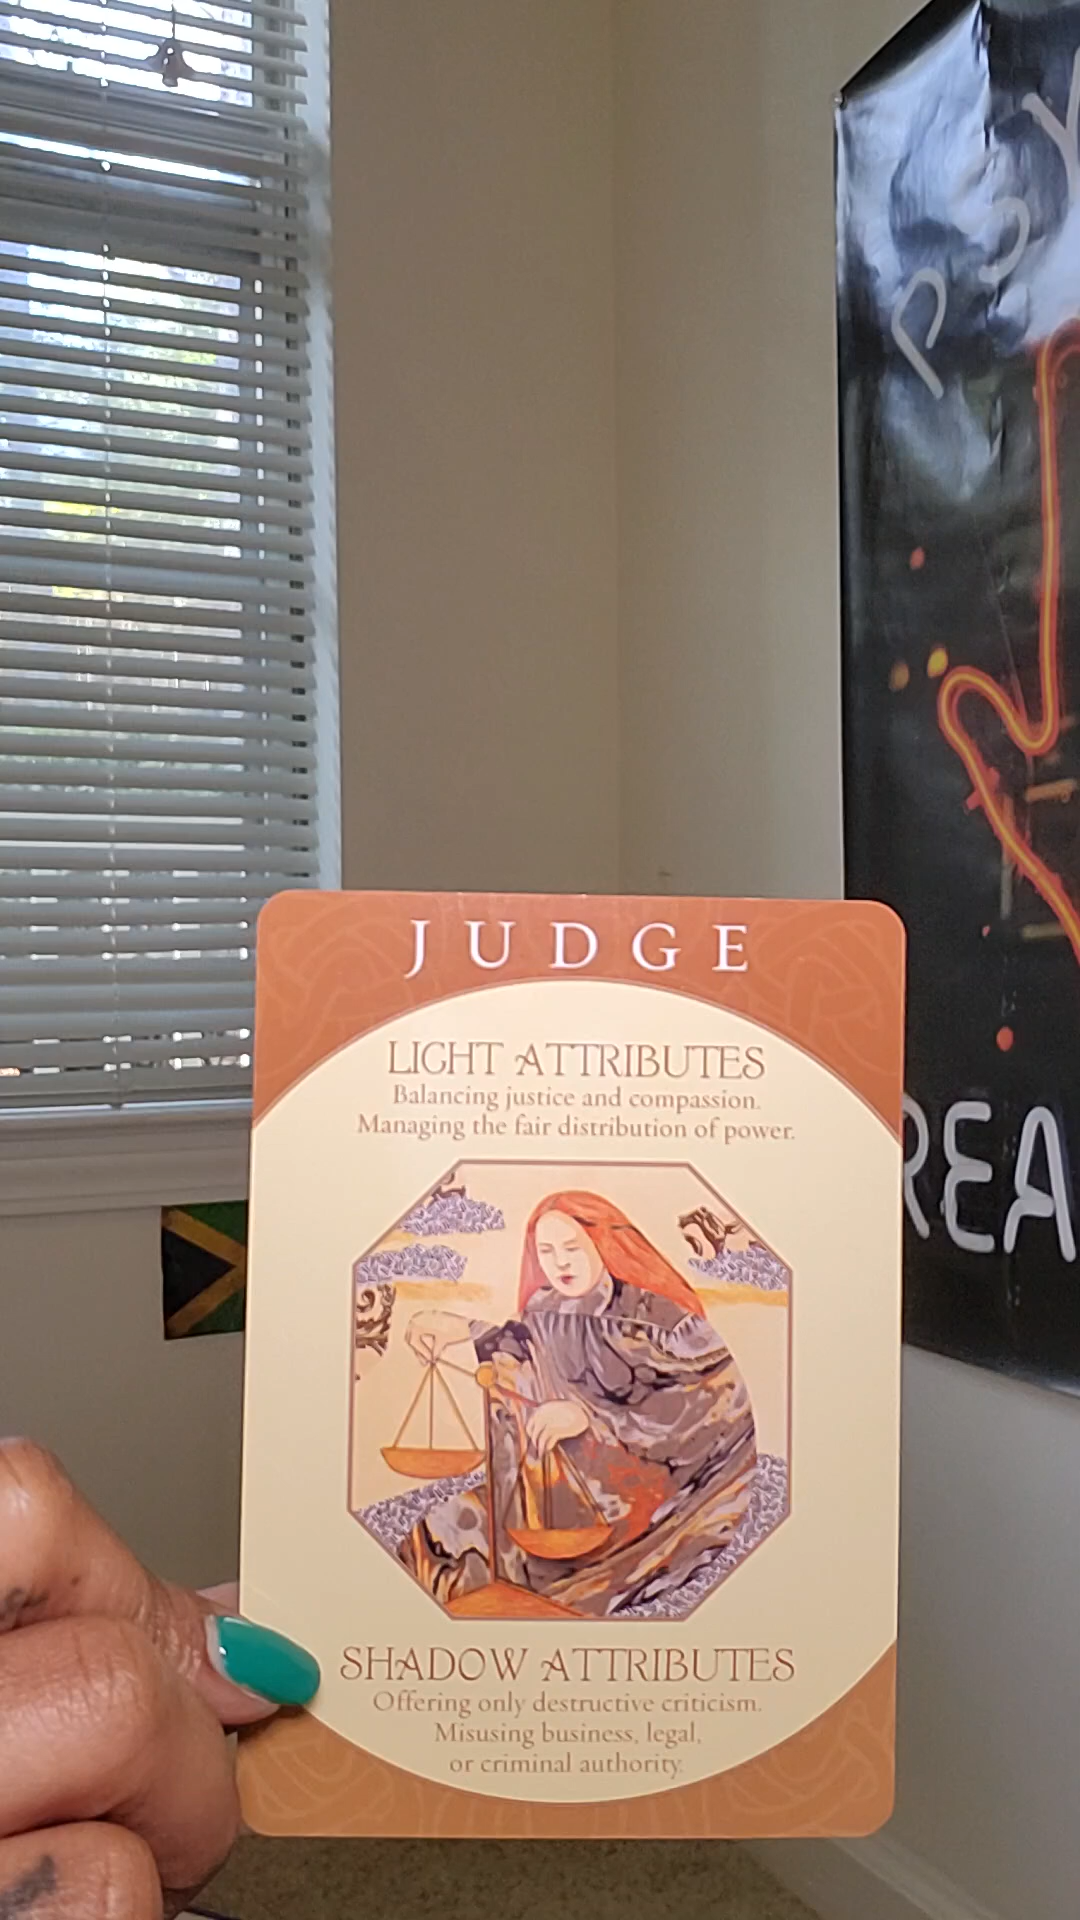 PSY
REA
JUDGE
LIGHT ATTRIBUTES
Balancing justice and compassion.
Managing the fair distribution of power.
SHADOW ATTRIBUTES
Offering only destructive criticism.
Misusing business, legal,
or criminal authority.